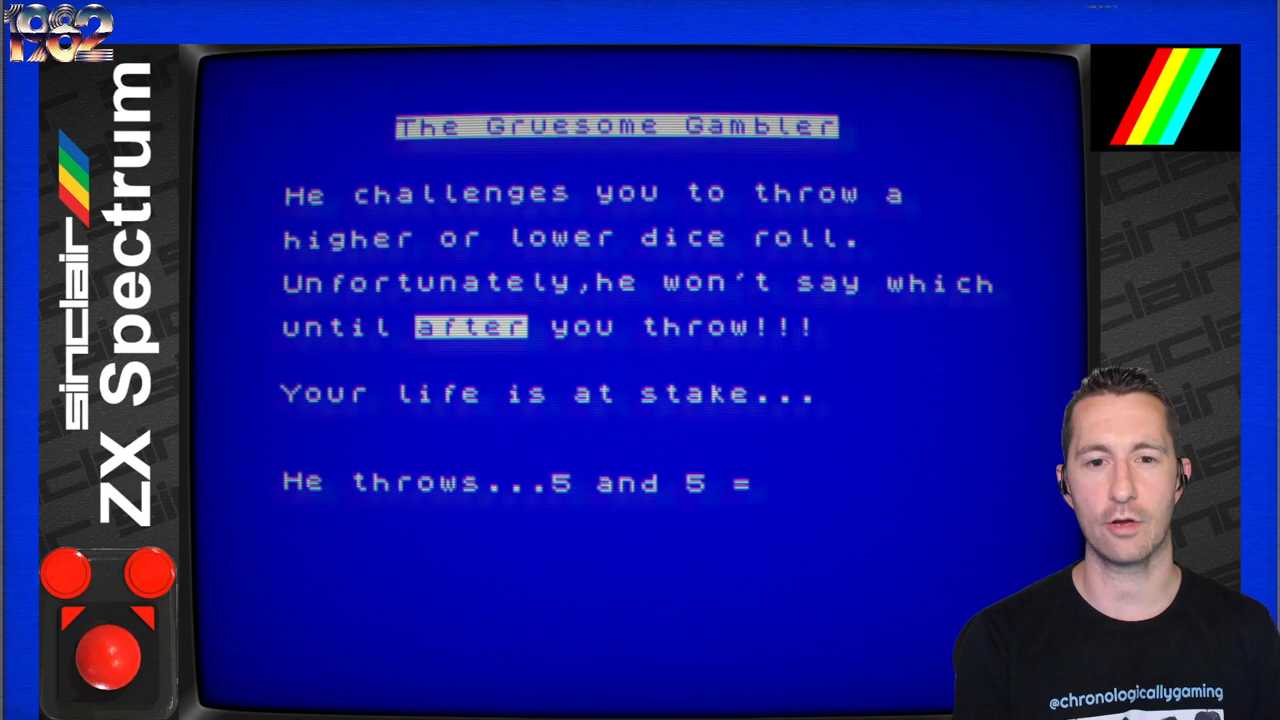 1982
The Gruesome Gambler
He challenges you to throw a
higher or lower dice roll.
Unfortunately,he won't say which
until after you throw!!!
Your life is at stake...
He throws...5 and 5 =
sinclair
ZX Spectrum
@chronologicallygaming